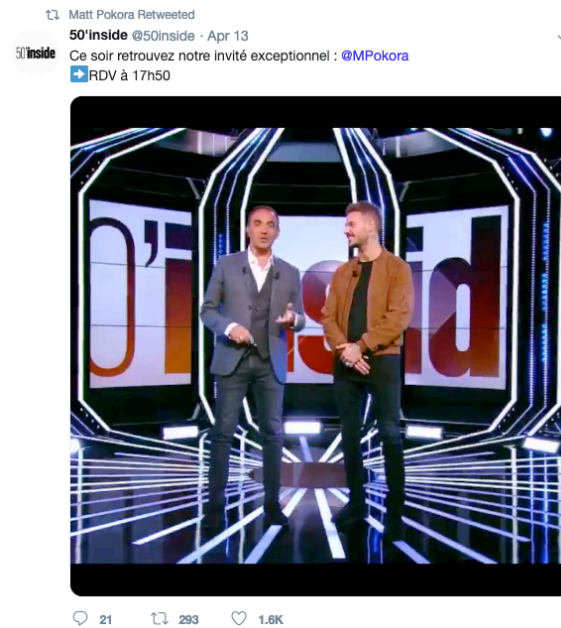 Matt Pokora Retweeted
50'inside @50inside · Apr 13
50'inside
Ce soir retrouvez notre invité exceptionnel : @MPokora
RDV à 17h50
0'i sid
21 293 1.6K